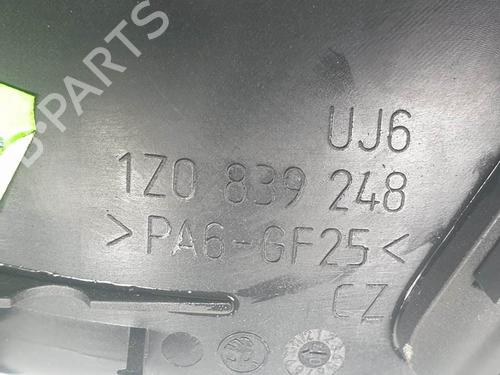 B-PARTS
UJ6
1Z0 839 248
>PA6-GF25<
CZ